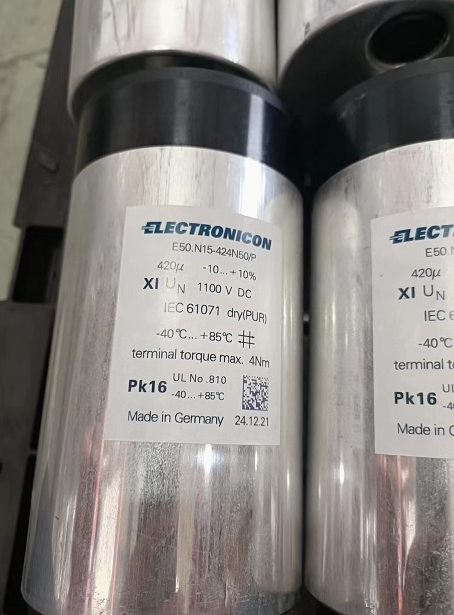 ELECTRONICON
E50.N15-424N50/P
420µ -10...+10%
XI UN 1100 V DC
IEC 61071 dry(PUR)
-40°C...+85°C #
terminal torque max. 4Nm
Pk16 UL No.810
-40...+85°C
Made in Germany 24.12.21
ELECT
E50.N
420µ
XI UN
IEC 6
-40°C
terminal t
Pk16 UL
-4
Made in G